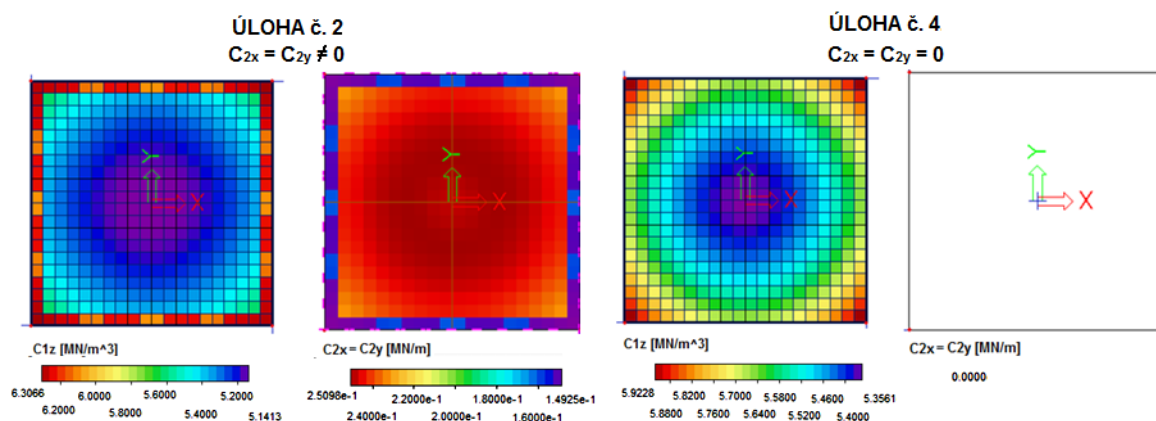 ÚLOHA č. 2
C2x = C2y ≠ 0
Y
X
Y
X
C1z [MN/m^3]
6.3066 6.2000 6.0000 5.8000 5.6000 5.4000 5.2000 5.1413
C2x = C2y [MN/m]
2.5098e-1 2.4000e-1 2.2000e-1 2.0000e-1 1.8000e-1 1.6000e-1 1.4925e-1
ÚLOHA č. 4
C2x = C2y = 0
Y
X
Y
X
C1z [MN/m^3]
5.9228 5.8800 5.8200 5.7600 5.7000 5.6400 5.5800 5.5200 5.4600 5.4000 5.3561
C2x = C2y [MN/m]
0.0000